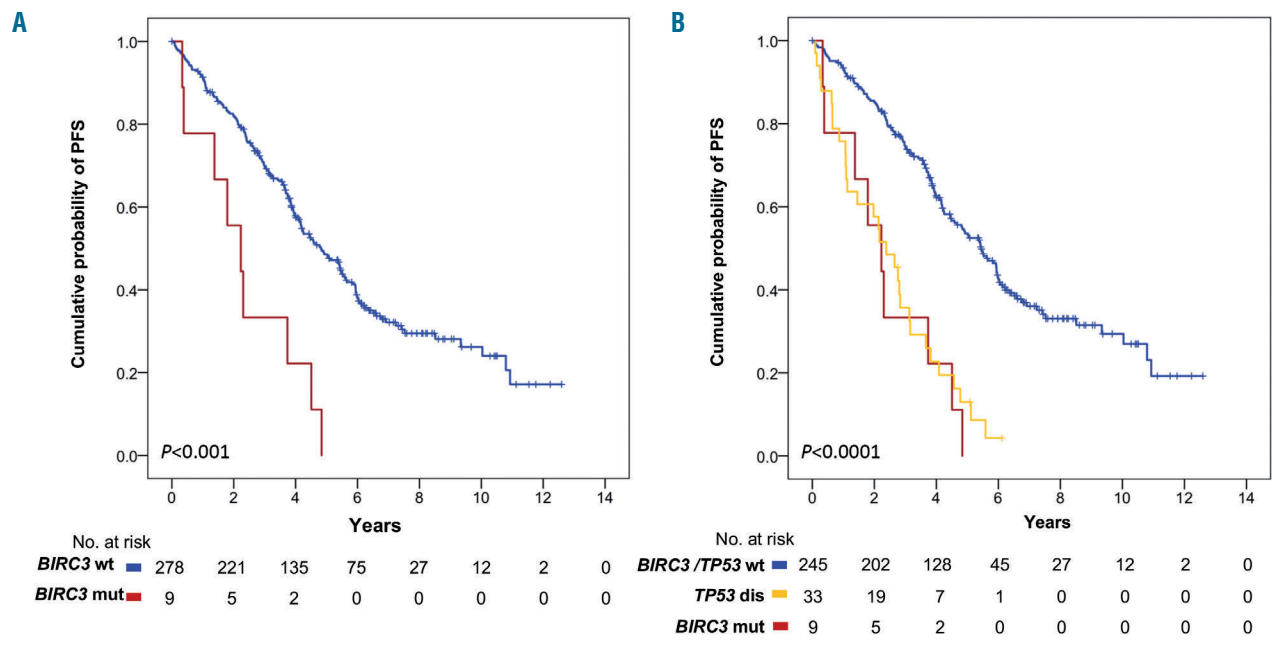 A
Cumulative probability of PFS
1.0
0.8
0.6
0.4
0.2
0.0
P<0.001
0 2 4 6 8 10 12 14
Years
No. at risk
BIRC3 wt 278 221 135 75 27 12 2 0
BIRC3 mut 9 5 2 0 0 0 0 0
B
Cumulative probability of PFS
1.0
0.8
0.6
0.4
0.2
0.0
P<0.0001
0 2 4 6 8 10 12 14
Years
No. at risk
BIRC3 /TP53 wt 245 202 128 45 27 12 2 0
TP53 dis 33 19 7 1 0 0 0 0
BIRC3 mut 9 5 2 0 0 0 0 0